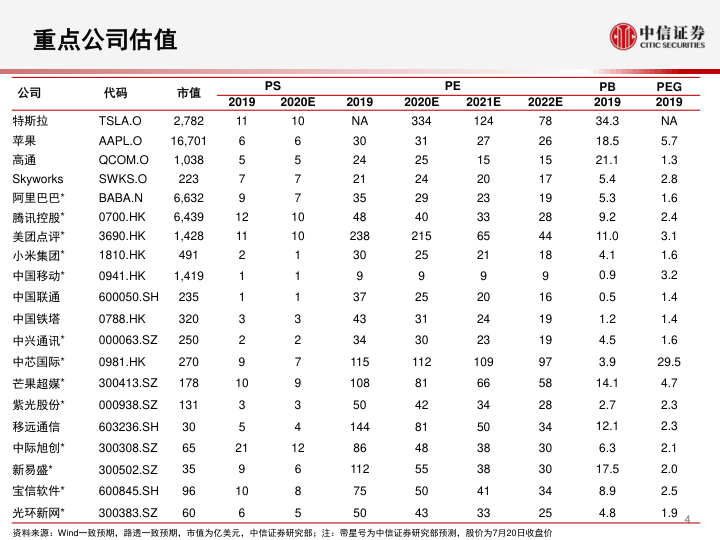 重点公司估值
中信证券
CITIC SECURITIES
公司 代码 市值 PS PE PB PEG
2019 2020E 2019 2020E 2021E 2022E 2019 2019
特斯拉 TSLA.O 2,782 11 10 NA 334 124 78 34.3 NA
苹果 AAPL.O 16,701 6 6 30 31 27 26 18.5 5.7
高通 QCOM.O 1,038 5 5 24 25 15 15 21.1 1.3
Skyworks SWKS.O 223 7 7 21 24 20 17 5.4 2.8
阿里巴巴* BABA.N 6,632 9 7 35 29 23 19 5.3 1.6
腾讯控股* 0700.HK 6,439 12 10 48 40 33 28 9.2 2.4
美团点评* 3690.HK 1,428 11 10 238 215 65 44 11.0 3.1
小米集团* 1810.HK 491 2 1 30 25 21 18 4.1 1.6
中国移动* 0941.HK 1,419 1 1 9 9 9 9 0.9 3.2
中国联通 600050.SH 235 1 1 37 25 20 16 0.5 1.4
中国铁塔 0788.HK 320 3 3 43 31 24 19 1.2 1.4
中兴通讯* 000063.SZ 250 2 2 34 30 23 19 4.5 1.6
中芯国际* 0981.HK 270 9 7 115 112 109 97 3.9 29.5
芒果超媒* 300413.SZ 178 10 9 108 81 66 58 14.1 4.7
紫光股份* 000938.SZ 131 3 3 50 42 34 28 2.7 2.3
移远通信 603236.SH 30 5 4 144 81 50 34 12.1 2.3
中际旭创* 300308.SZ 65 21 12 86 48 38 30 6.3 2.1
新易盛* 300502.SZ 35 9 6 112 55 38 30 17.5 2.0
宝信软件* 600845.SH 96 10 8 75 50 41 34 8.9 2.5
光环新网* 300383.SZ 60 6 5 50 43 33 25 4.8 1.9
4
资料来源：Wind一致预期，路透一致预期，市值为亿美元，中信证券研究部；注：带星号为中信证券研究部预测，股价为7月20日收盘价